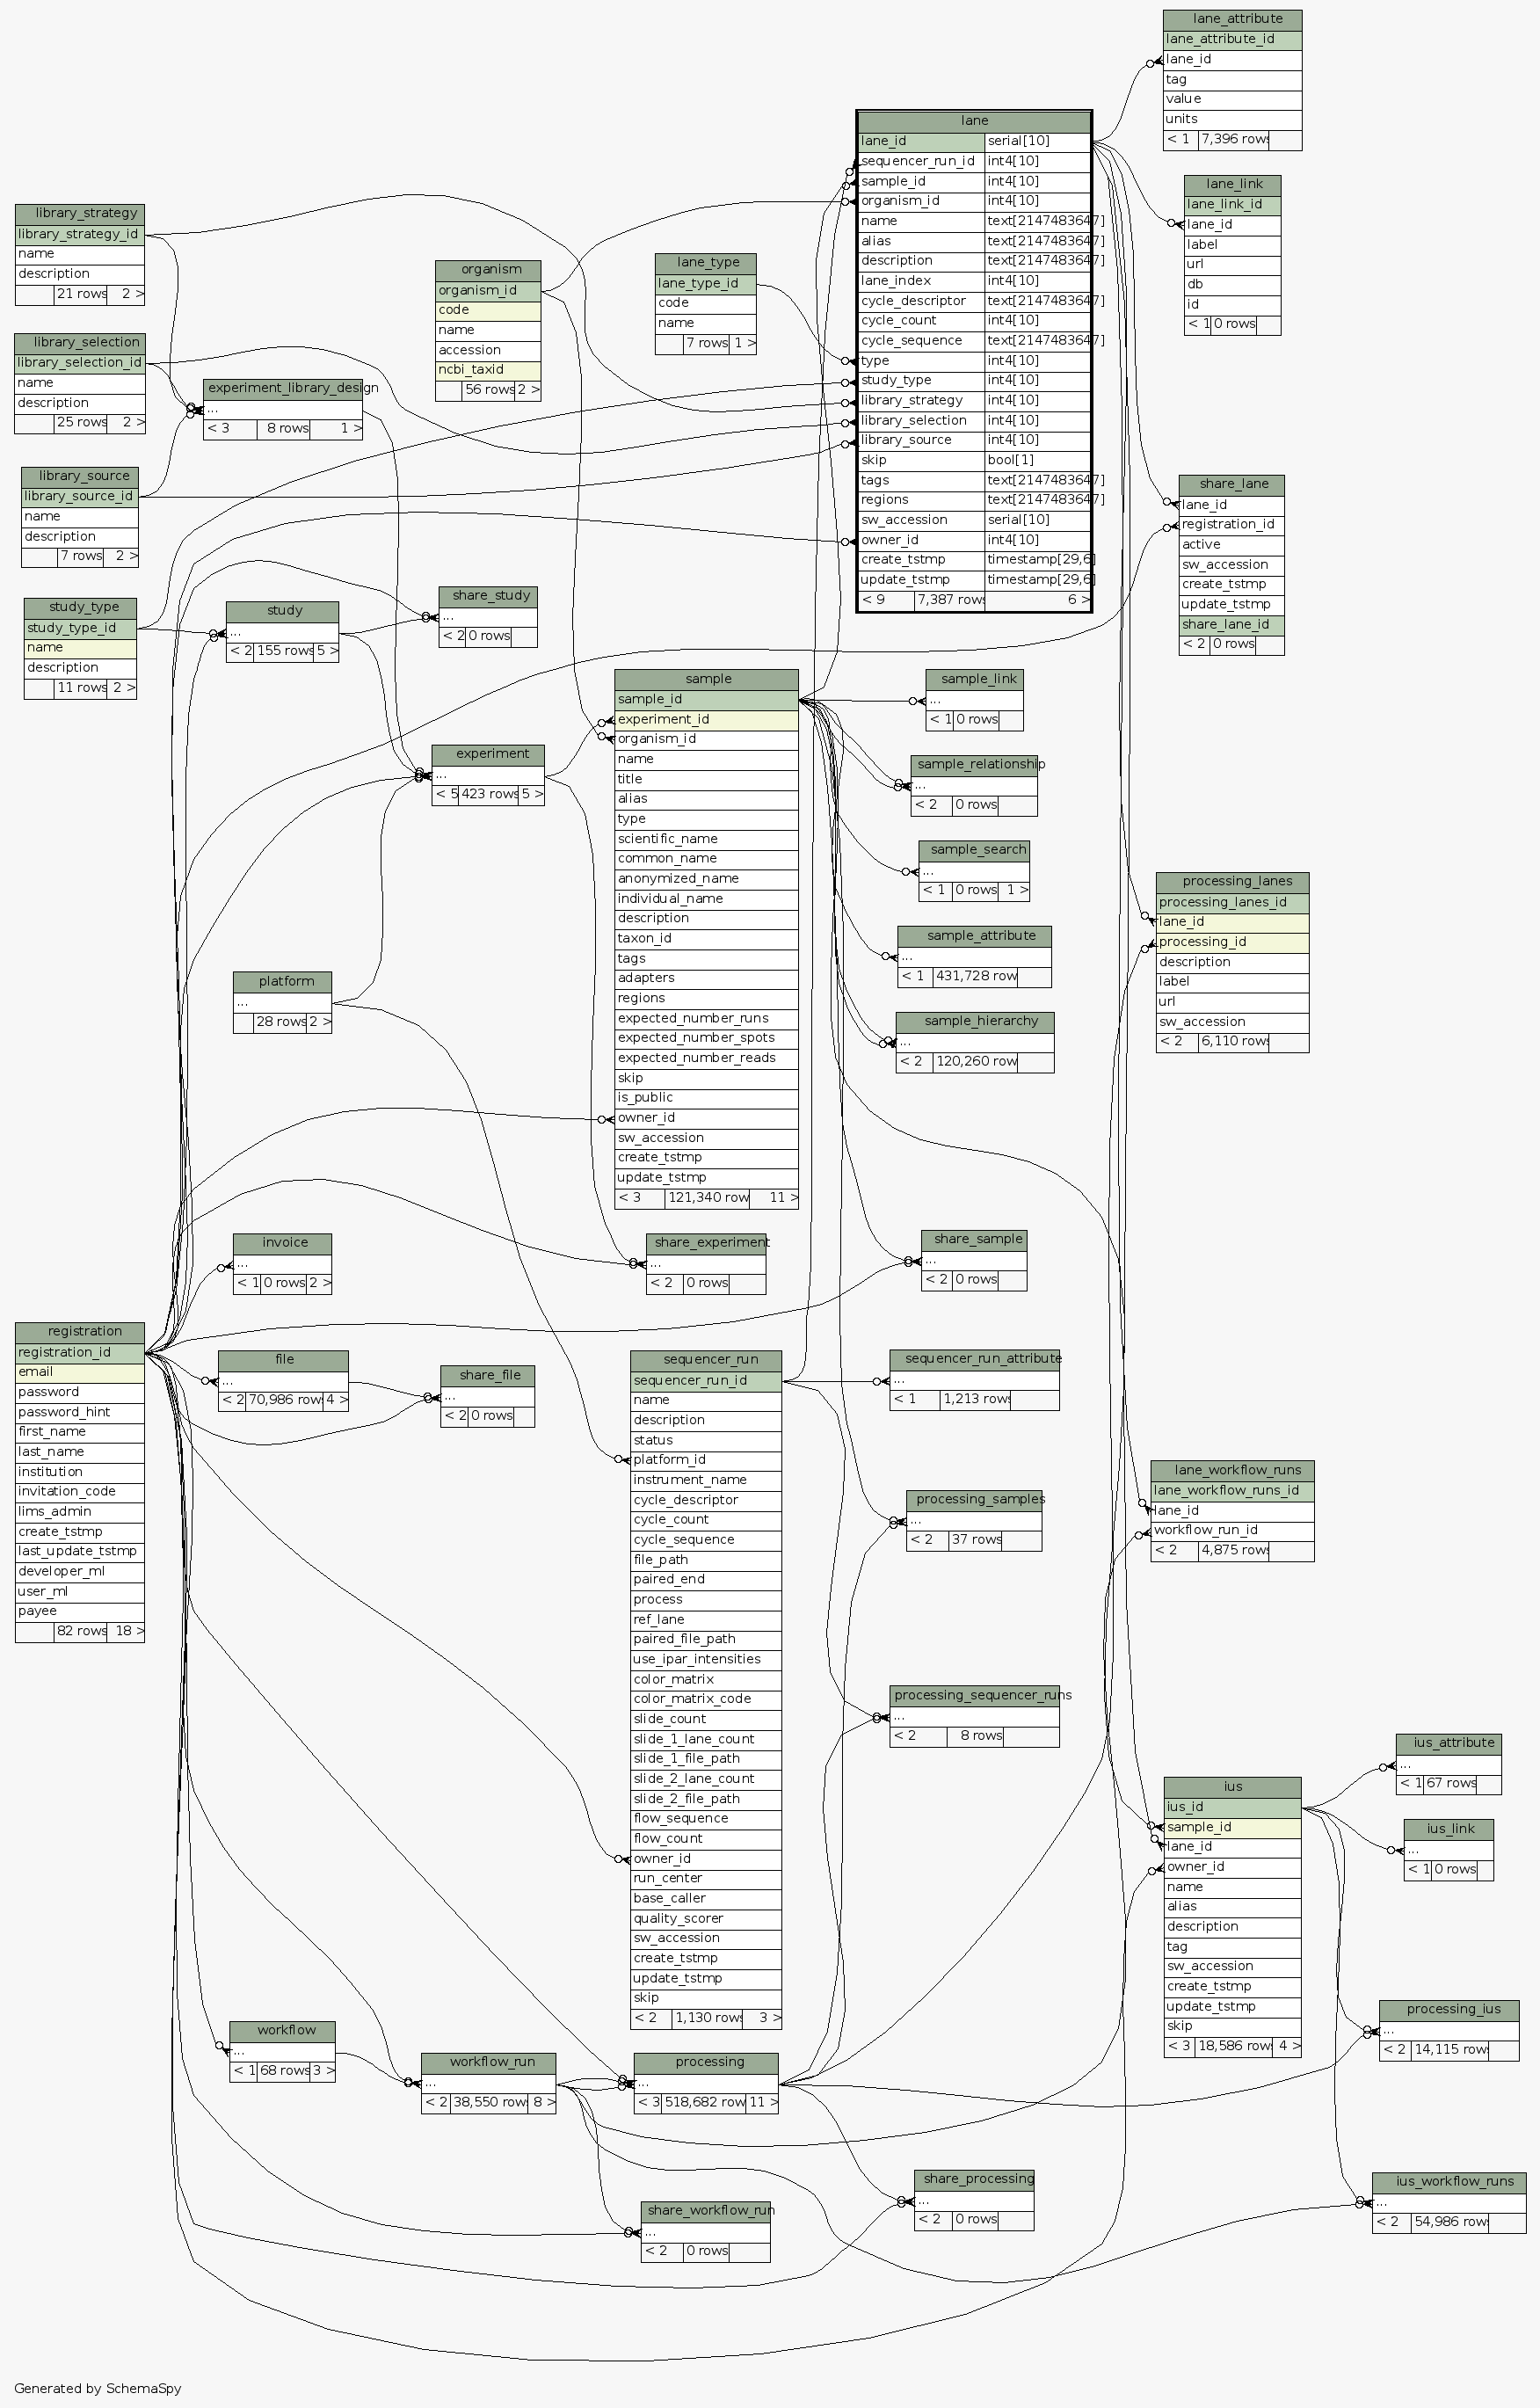 lane_attribute
lane_attribute_id
lane_id
tag
value
units
< 1 7,396 rows
lane
lane_id serial[10]
sequencer_run_id int4[10]
sample_id int4[10]
organism_id int4[10]
name text[2147483647]
alias text[2147483647]
description text[2147483647]
lane_index int4[10]
cycle_descriptor text[2147483647]
cycle_count int4[10]
cycle_sequence text[2147483647]
type int4[10]
study_type int4[10]
library_strategy int4[10]
library_selection int4[10]
library_source int4[10]
skip bool[1]
tags text[2147483647]
regions text[2147483647]
sw_accession serial[10]
owner_id int4[10]
create_tstmp timestamp[29,6]
update_tstmp timestamp[29,6]
< 9 7,387 rows 6 >
lane_link
lane_link_id
lane_id
label
url
db
id
< 1 0 rows
library_strategy
library_strategy_id
name
description
21 rows 2 >
organism
organism_id
code
name
accession
ncbi_taxid
56 rows 2 >
lane_type
lane_type_id
code
name
7 rows 1 >
library_selection
library_selection_id
name
description
25 rows 2 >
experiment_library_design
...
< 3 8 rows 1 >
library_source
library_source_id
name
description
7 rows 2 >
share_lane
lane_id
registration_id
active
sw_accession
create_tstmp
update_tstmp
share_lane_id
< 2 0 rows
study_type
study_type_id
name
description
11 rows 2 >
study
...
< 2 155 rows 5 >
share_study
...
< 2 0 rows
sample
sample_id
experiment_id
organism_id
name
title
alias
type
scientific_name
common_name
anonymized_name
individual_name
description
taxon_id
tags
adapters
regions
expected_number_runs
expected_number_spots
expected_number_reads
skip
is_public
owner_id
sw_accession
create_tstmp
update_tstmp
< 3 121,340 row 11 >
sample_link
...
< 1 0 rows
experiment
...
< 5 423 rows 5 >
sample_relationship
...
< 2 0 rows
sample_search
...
< 1 0 rows 1 >
processing_lanes
processing_lanes_id
lane_id
processing_id
description
label
url
sw_accession
< 2 6,110 rows
sample_attribute
...
< 1 431,728 row
platform
...
28 rows 2 >
sample_hierarchy
...
< 2 120,260 row
invoice
...
< 1 0 rows 2 >
share_experiment
...
< 2 0 rows
share_sample
...
< 2 0 rows
registration
registration_id
email
password
password_hint
first_name
last_name
institution
invitation_code
lims_admin
create_tstmp
last_update_tstmp
developer_ml
user_ml
payee
82 rows 18 >
file
...
< 2 70,986 row 4 >
share_file
...
< 2 0 rows
sequencer_run
sequencer_run_id
name
description
status
platform_id
instrument_name
cycle_descriptor
cycle_count
cycle_sequence
file_path
paired_end
process
ref_lane
paired_file_path
use_ipar_intensities
color_matrix
color_matrix_code
slide_count
slide_1_lane_count
slide_1_file_path
slide_2_lane_count
slide_2_file_path
flow_sequence
flow_count
owner_id
run_center
base_caller
quality_scorer
sw_accession
create_tstmp
update_tstmp
skip
< 2 1,130 rows 3 >
sequencer_run_attribute
...
< 1 1,213 rows
lane_workflow_runs
lane_workflow_runs_id
lane_id
workflow_run_id
< 2 4,875 rows
processing_samples
...
< 2 37 rows
processing_sequencer_runs
...
< 2 8 rows
ius_attribute
...
< 1 67 rows
ius
ius_id
sample_id
lane_id
owner_id
name
alias
description
tag
sw_accession
create_tstmp
update_tstmp
skip
< 3 18,586 rows 4 >
ius_link
...
< 1 0 rows
processing_ius
...
< 2 14,115 rows
workflow
...
< 1 68 rows 3 >
workflow_run
...
< 2 38,550 rows 8 >
processing
...
< 3 518,682 row 11 >
share_processing
...
< 2 0 rows
ius_workflow_runs
...
< 2 54,986 rows
share_workflow_run
...
< 2 0 rows
Generated by SchemaSpy